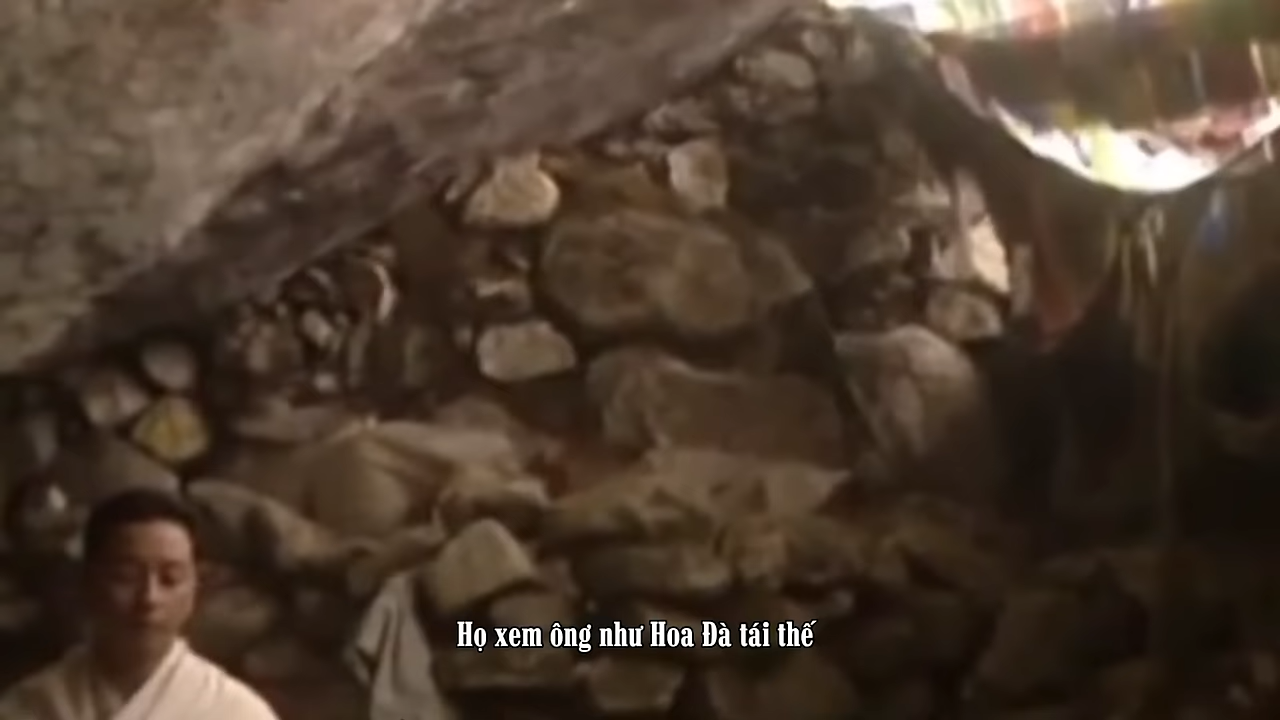 Họ xem ông như Hoa Đà tái thế